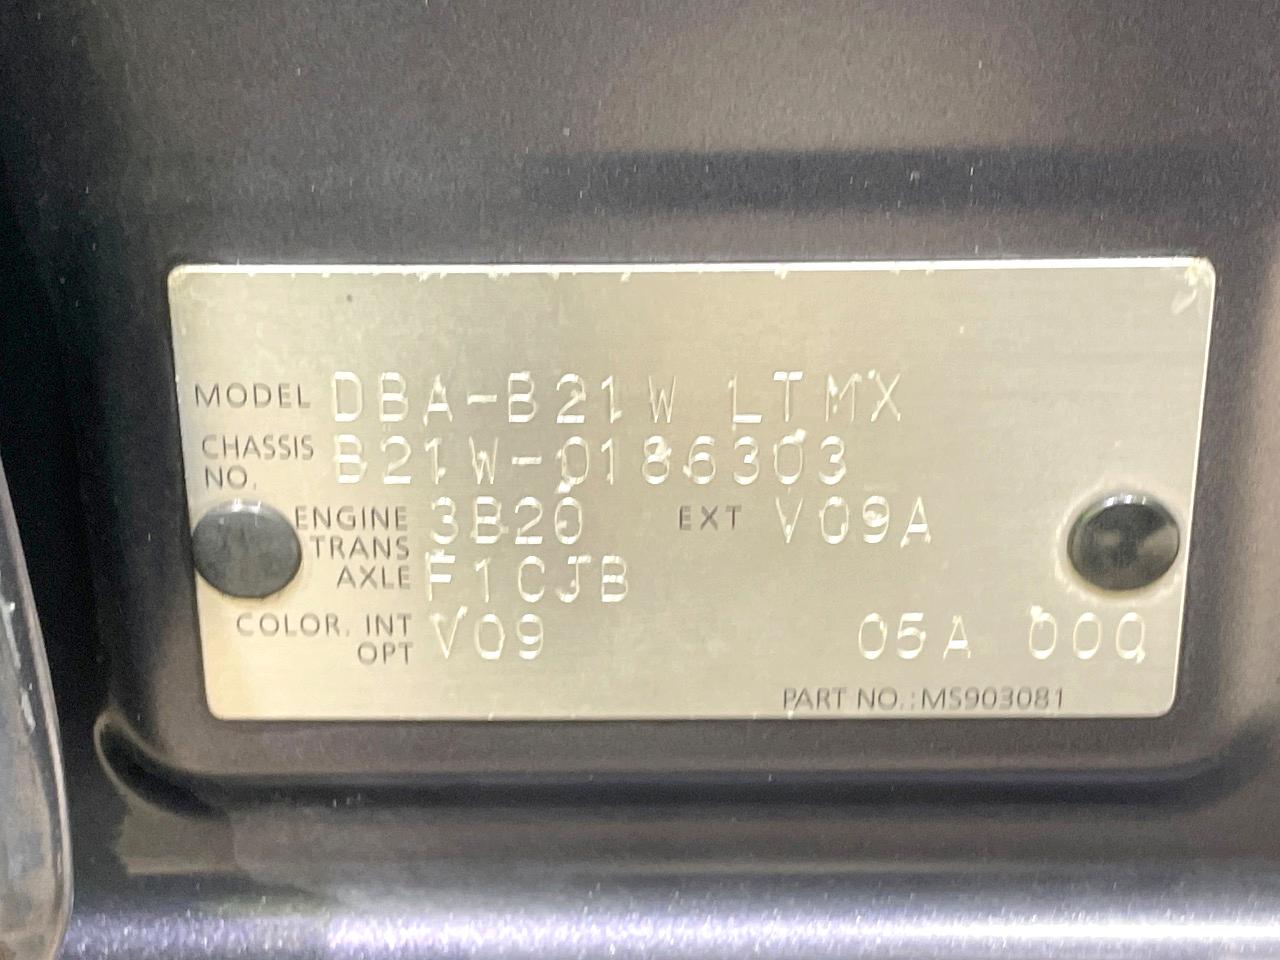 MODEL DBA-B21W LTMX
CHASSIS NO. B21W-0186303
ENGINE 3B20 EXT V09A
TRANS AXLE F1CJB
COLOR, INT OPT V09 05A 000
PART NO.:MS903081